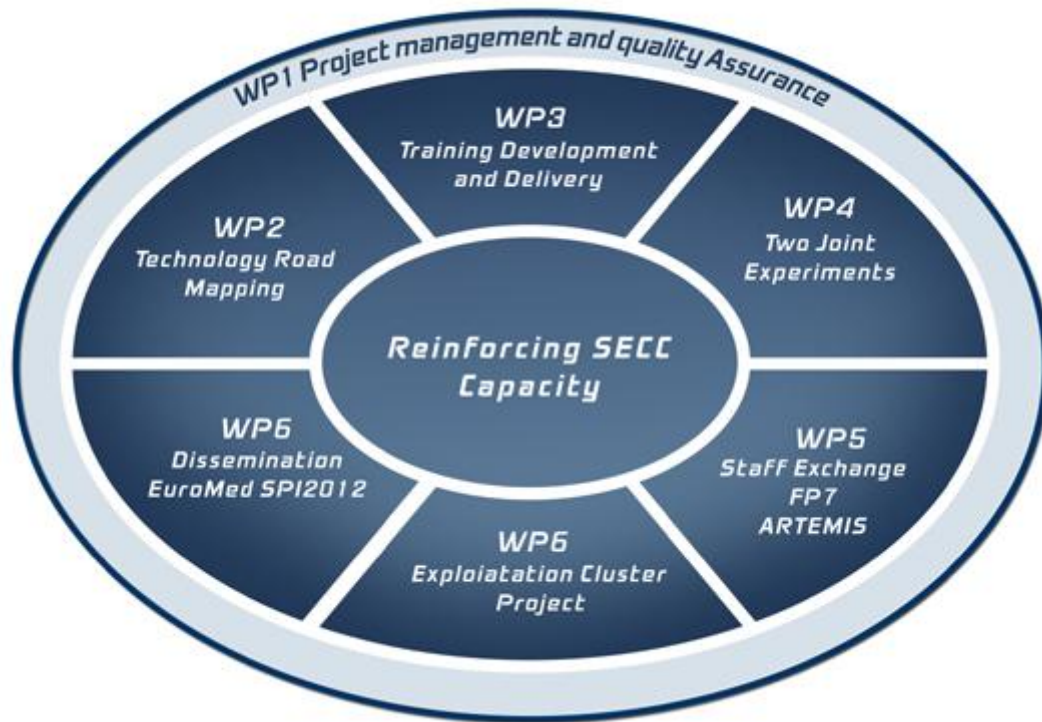 WP1 Project management and quality Assurance
WP3
Training Development
and Delivery
WP2
Technology Road
Mapping
WP4
Two Joint
Experiments
Reinforcing SECC
Capacity
WP6
Dissemination
EuroMed SPI2012
WP5
Staff Exchange
FP7
ARTEMIS
WP6
Exploiatation Cluster
Project